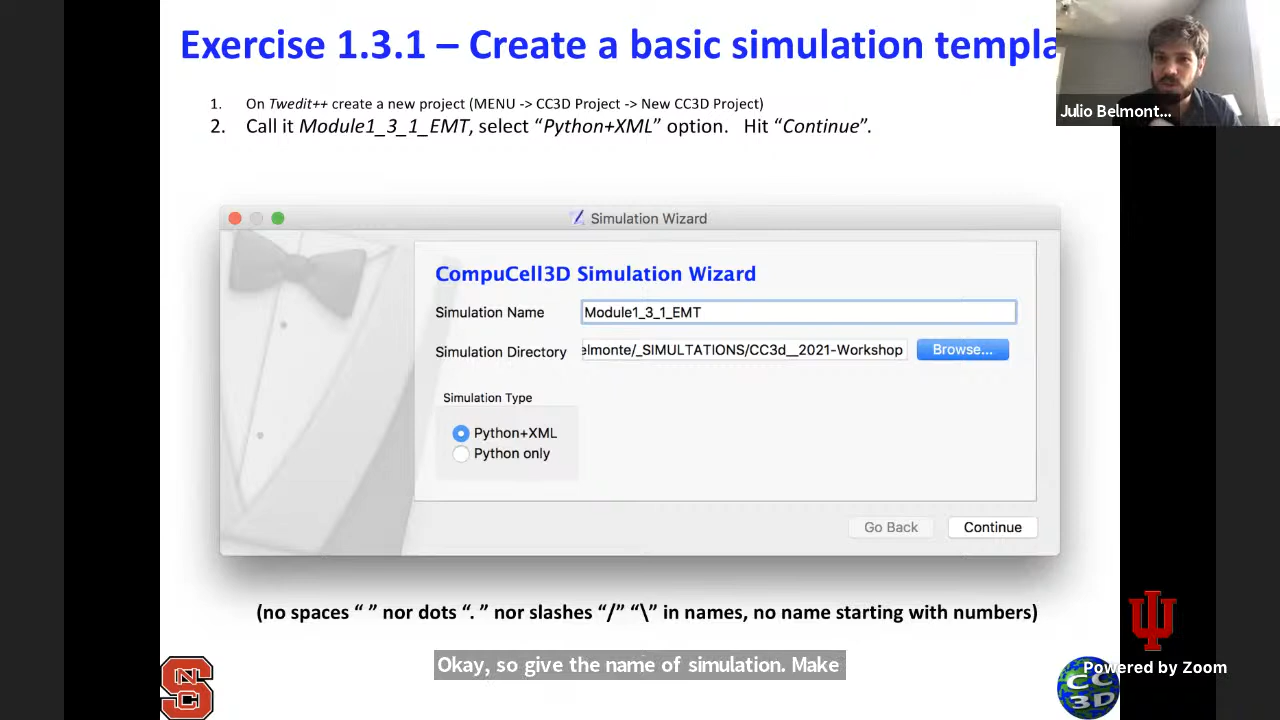 Exercise 1.3.1 – Create a basic simulation templa
Julio Belmont...
1. On Twedit++ create a new project (MENU -> CC3D Project -> New CC3D Project)
2. Call it Module1_3_1_EMT, select “Python+XML” option. Hit “Continue”.
Simulation Wizard
CompuCell3D Simulation Wizard
Simulation Name Module1_3_1_EMT
Simulation Directory elmonte/_SIMULTATIONS/CC3d__2021-Workshop Browse...
Simulation Type
Python+XML
Python only
Go Back Continue
(no spaces “ ” nor dots “.” nor slashes “/” “\” in names, no name starting with numbers)
Okay, so give the name of simulation. Make
Powered by Zoom
NC
S
CC
3D